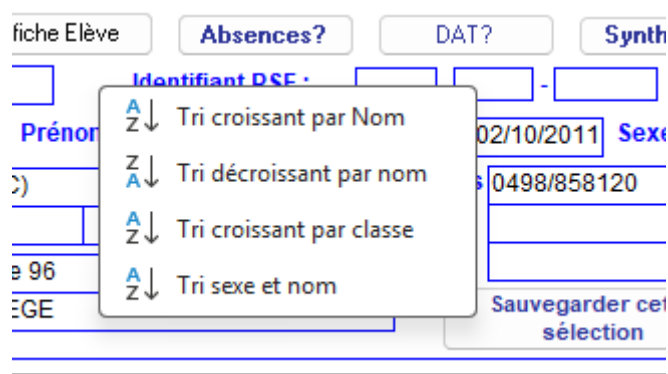 fiche Elève Absences? DAT? Synth
Identifiant PSE :
-
Tri croissant par Nom
Prénom 02/10/2011 Sexe
Tri décroissant par nom
C) 0498/858120
Tri croissant par classe
e 96
Tri sexe et nom
EGE Sauvegarder cet
sélection